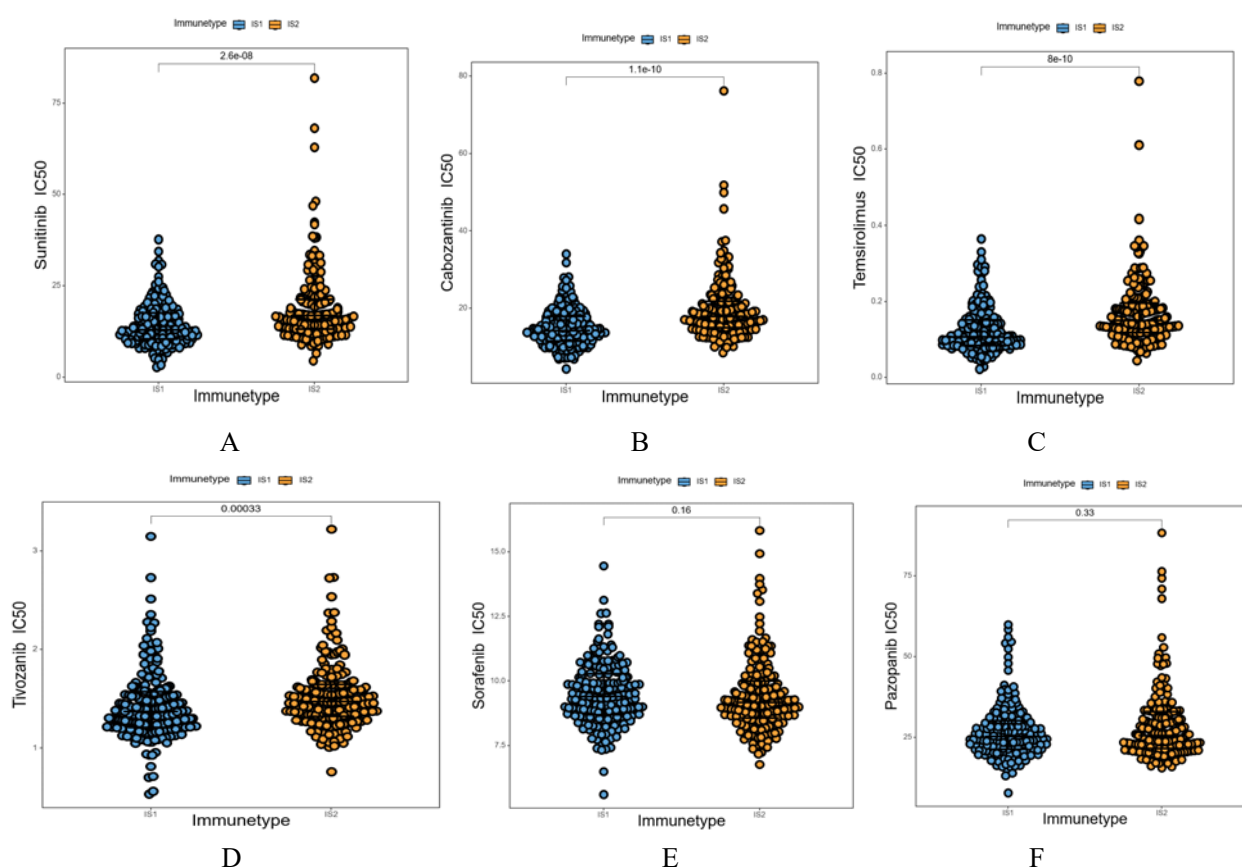 Immunetype IS1 IS2
2.6e-08
75
50
25
0
Sunitinib IC50
IS1 IS2
Immunetype
A
Immunetype IS1 IS2
1.1e-10
80
60
40
20
Cabozantinib IC50
IS1 IS2
Immunetype
B
Immunetype IS1 IS2
8e-10
0.8
0.6
0.4
0.2
0.0
Temsirolimus IC50
IS1 IS2
Immunetype
C
Immunetype IS1 IS2
0.00033
3
2
1
Tivozanib IC50
IS1 IS2
Immunetype
D
Immunetype IS1 IS2
0.16
15.0
12.5
10.0
7.5
Sorafenib IC50
IS1 IS2
Immunetype
E
Immunetype IS1 IS2
0.33
75
50
25
Pazopanib IC50
IS1 IS2
Immunetype
F